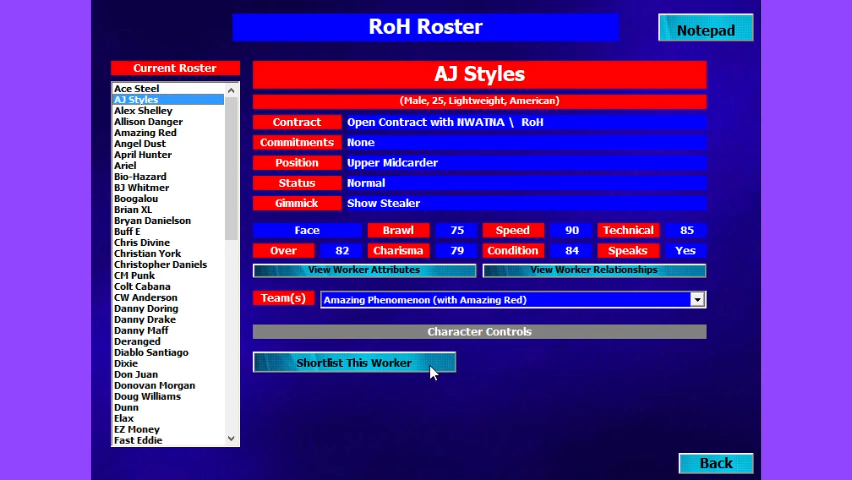 RoH Roster
Notepad
Current Roster
Ace Steel
AJ Styles
Alex Shelley
Allison Danger
Amazing Red
Angel Dust
April Hunter
Ariel
Bio-Hazard
BJ Whitmer
Boogalou
Brian XL
Bryan Danielson
Buff E
Chris Divine
Christian York
Christopher Daniels
CM Punk
Colt Cabana
CW Anderson
Danny Doring
Danny Drake
Danny Maff
Deranged
Diablo Santiago
Dixie
Don Juan
Donovan Morgan
Doug Williams
Dunn
Elax
EZ Money
Fast Eddie
AJ Styles
(Male, 25, Lightweight, American)
Contract Open Contract with NWATNA \ RoH
Commitments None
Position Upper Midcarder
Status Normal
Gimmick Show Stealer
Face Brawl 75 Speed 90 Technical 85
Over 82 Charisma 79 Condition 84 Speaks Yes
View Worker Attributes View Worker Relationships
Team(s) Amazing Phenomenon (with Amazing Red)
Character Controls
Shortlist This Worker
Back